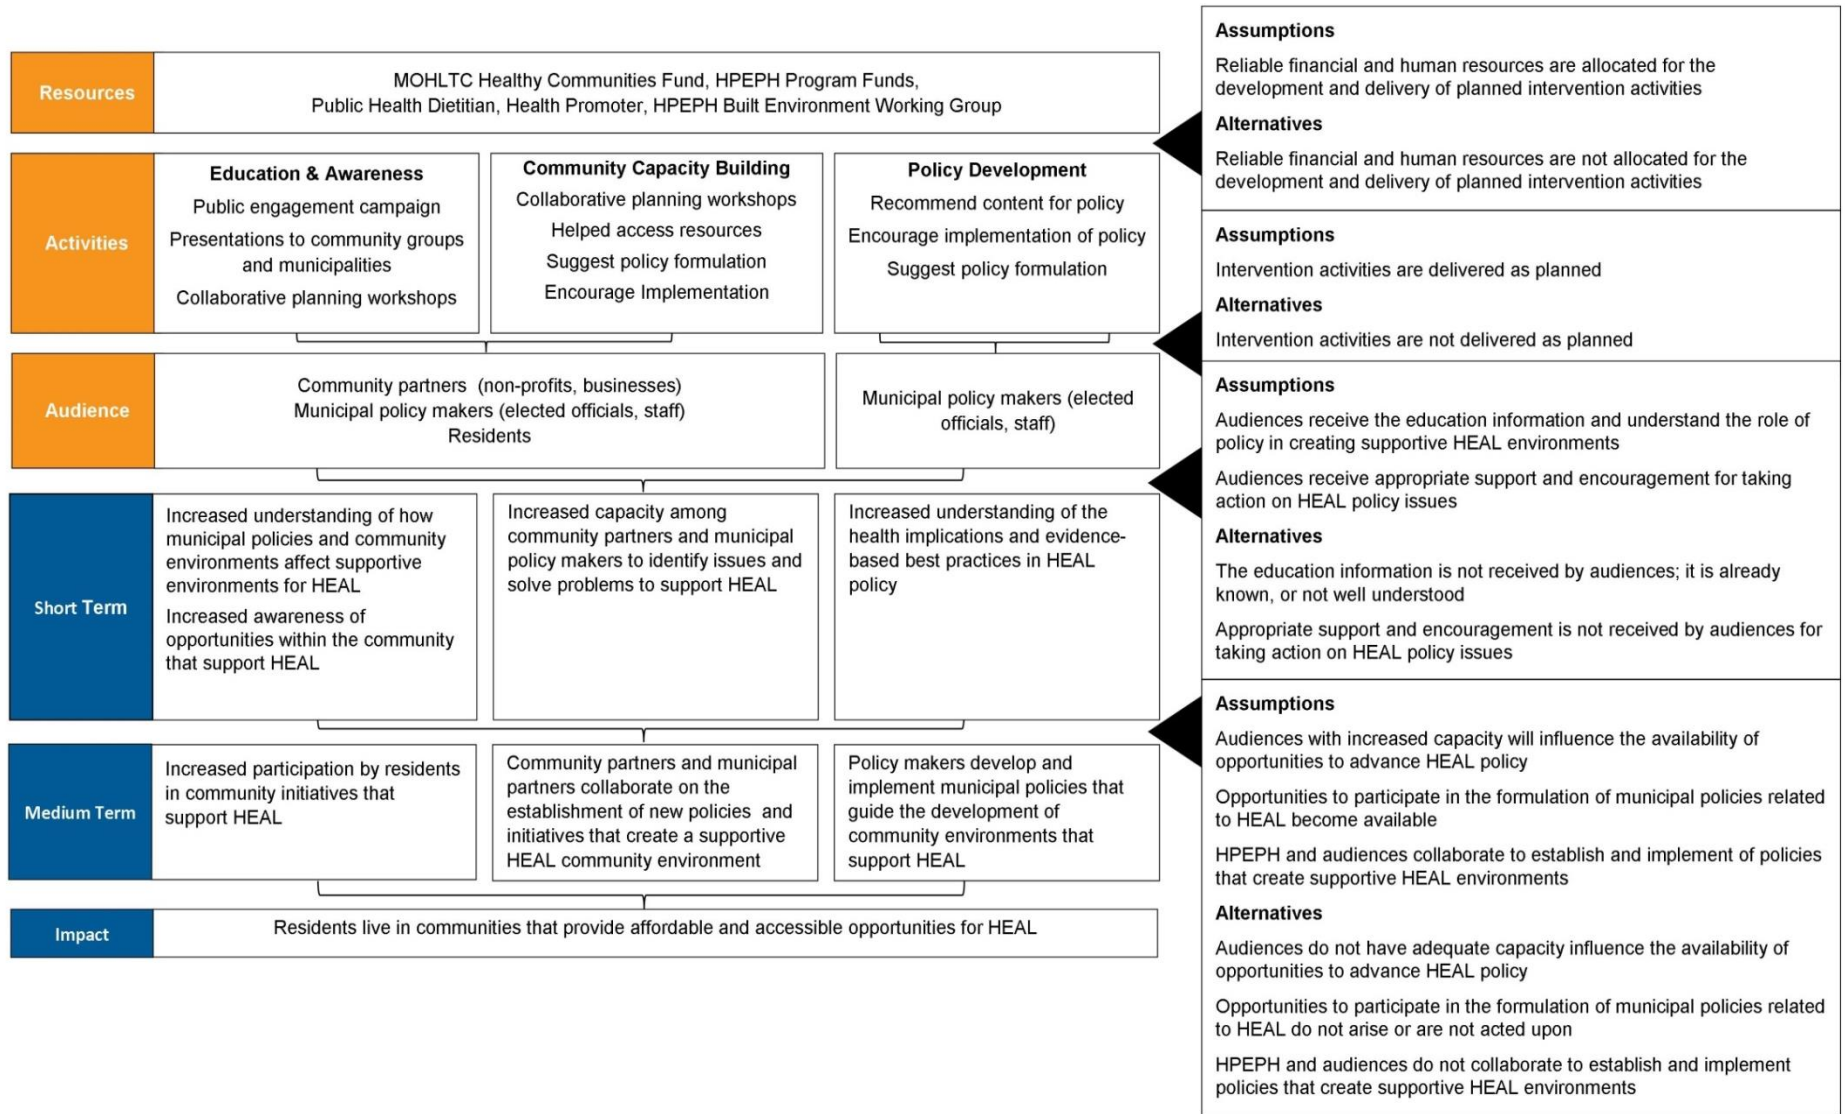 Resources
MOHLTC Healthy Communities Fund, HPEPH Program Funds,
Public Health Dietitian, Health Promoter, HPEPH Built Environment Working Group
Activities
Education & Awareness
Public engagement campaign
Presentations to community groups
and municipalities
Collaborative planning workshops
Community Capacity Building
Collaborative planning workshops
Helped access resources
Suggest policy formulation
Encourage Implementation
Policy Development
Recommend content for policy
Encourage implementation of policy
Suggest policy formulation
Audience
Community partners (non-profits, businesses)
Municipal policy makers (elected officials, staff)
Residents
Municipal policy makers (elected
officials, staff)
Short Term
Increased understanding of how
municipal policies and community
environments affect supportive
environments for HEAL
Increased awareness of
opportunities within the community
that support HEAL
Increased capacity among
community partners and municipal
policy makers to identify issues and
solve problems to support HEAL
Increased understanding of the
health implications and evidence-
based best practices in HEAL
policy
Medium Term
Increased participation by residents
in community initiatives that
support HEAL
Community partners and municipal
partners collaborate on the
establishment of new policies and
initiatives that create a supportive
HEAL community environment
Policy makers develop and
implement municipal policies that
guide the development of
community environments that
support HEAL
Impact
Residents live in communities that provide affordable and accessible opportunities for HEAL
Assumptions
Reliable financial and human resources are allocated for the
development and delivery of planned intervention activities
Alternatives
Reliable financial and human resources are not allocated for the
development and delivery of planned intervention activities
Assumptions
Intervention activities are delivered as planned
Alternatives
Intervention activities are not delivered as planned
Assumptions
Audiences receive the education information and understand the role of
policy in creating supportive HEAL environments
Audiences receive appropriate support and encouragement for taking
action on HEAL policy issues
Alternatives
The education information is not received by audiences; it is already
known, or not well understood
Appropriate support and encouragement is not received by audiences for
taking action on HEAL policy issues
Assumptions
Audiences with increased capacity will influence the availability of
opportunities to advance HEAL policy
Opportunities to participate in the formulation of municipal policies related
to HEAL become available
HPEPH and audiences collaborate to establish and implement of policies
that create supportive HEAL environments
Alternatives
Audiences do not have adequate capacity influence the availability of
opportunities to advance HEAL policy
Opportunities to participate in the formulation of municipal policies related
to HEAL do not arise or are not acted upon
HPEPH and audiences do not collaborate to establish and implement
policies that create supportive HEAL environments